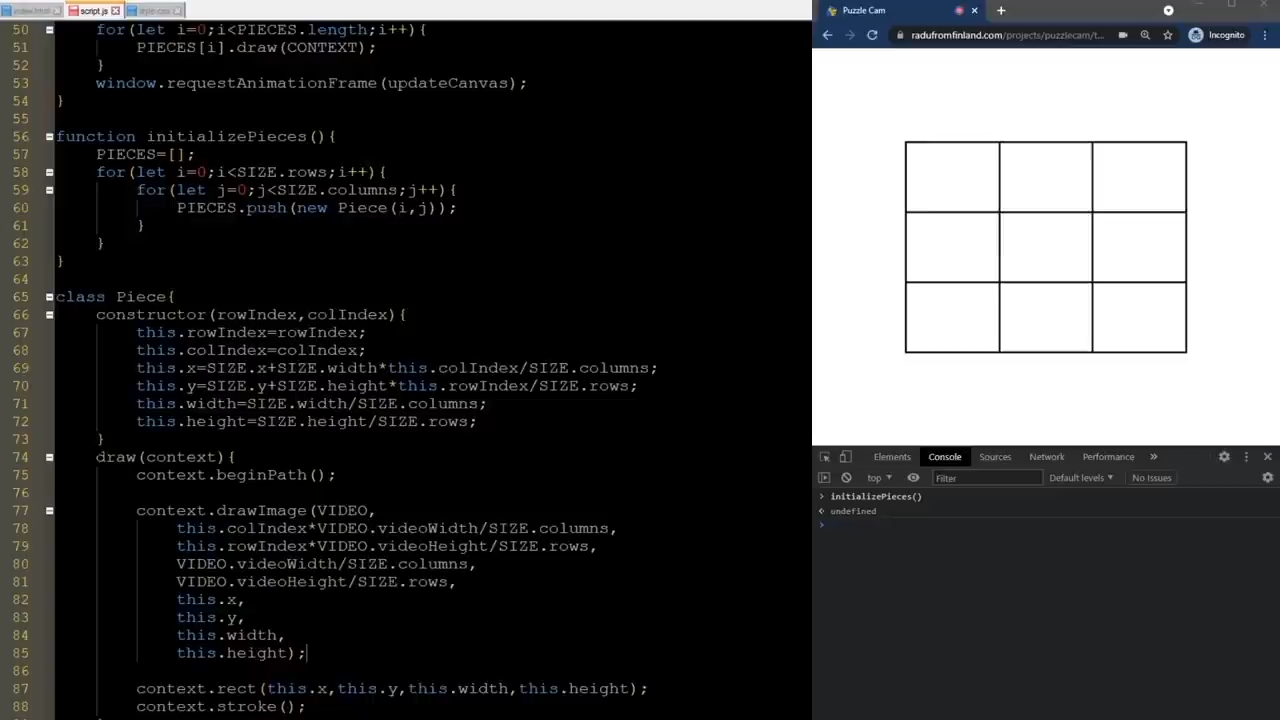 index.html
script.js
style.css
50 for(let i=0;i<PIECES.length;i++){
51 PIECES[i].draw(CONTEXT);
52 }
53 window.requestAnimationFrame(updateCanvas);
54 }
55
56 function initializePieces(){
57 PIECES=[];
58 for(let i=0;i<SIZE.rows;i++){
59 for(let j=0;j<SIZE.columns;j++){
60 PIECES.push(new Piece(i,j));
61 }
62 }
63 }
64
65 class Piece{
66 constructor(rowIndex,colIndex){
67 this.rowIndex=rowIndex;
68 this.colIndex=colIndex;
69 this.x=SIZE.x+SIZE.width*this.colIndex/SIZE.columns;
70 this.y=SIZE.y+SIZE.height*this.rowIndex/SIZE.rows;
71 this.width=SIZE.width/SIZE.columns;
72 this.height=SIZE.height/SIZE.rows;
73 }
74 draw(context){
75 context.beginPath();
76
77 context.drawImage(VIDEO,
78 this.colIndex*VIDEO.videoWidth/SIZE.columns,
79 this.rowIndex*VIDEO.videoHeight/SIZE.rows,
80 VIDEO.videoWidth/SIZE.columns,
81 VIDEO.videoHeight/SIZE.rows,
82 this.x,
83 this.y,
84 this.width,
85 this.height);
86
87 context.rect(this.x,this.y,this.width,this.height);
88 context.stroke();
Puzzle Cam
radufromfinland.com/projects/puzzlecam/t...
Incognito
Elements Console Sources Network Performance
top Filter Default levels No Issues
initializePieces()
undefined